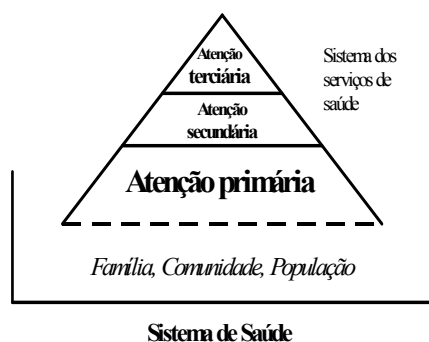 Atenção
terciária
Sistema dos
serviços de
saúde
Atenção
secundária
Atenção primária
Família, Comunidade, População
Sistema de Saúde